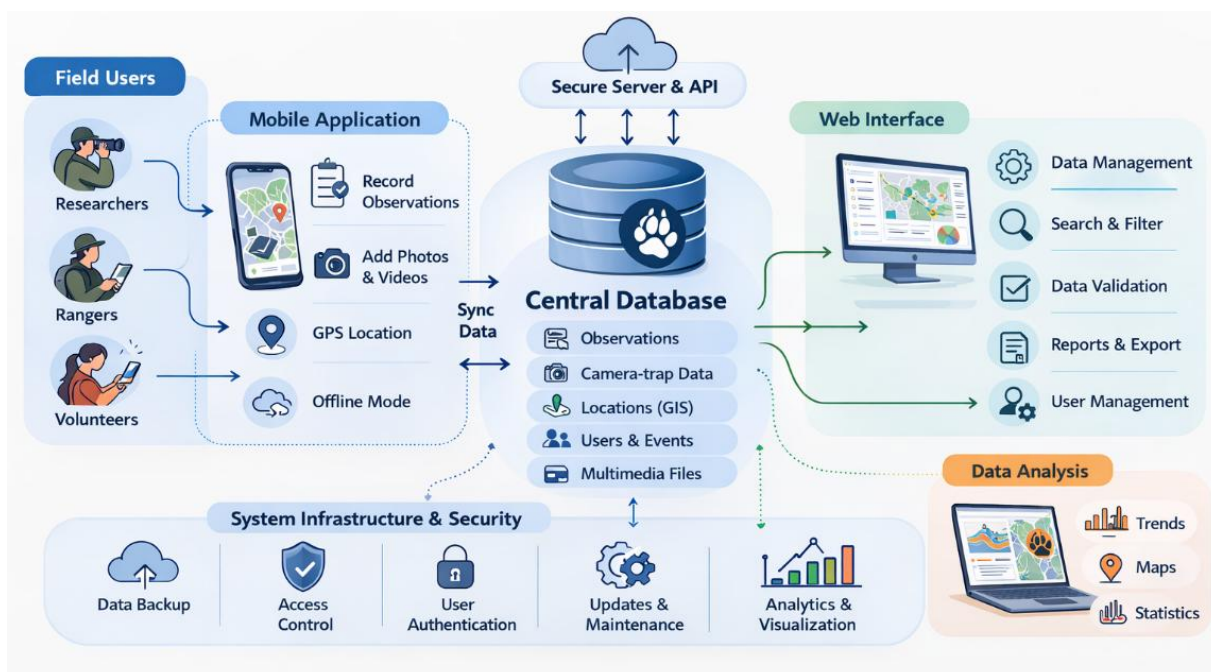 Field Users
Researchers
Rangers
Volunteers
Mobile Application
Record
Observations
Add Photos
& Videos
GPS Location
Offline Mode
Sync
Data
Secure Server & API
Central Database
Observations
Camera-trap Data
Locations (GIS)
Users & Events
Multimedia Files
Web Interface
Data Management
Search & Filter
Data Validation
Reports & Export
User Management
Data Analysis
Trends
Maps
Statistics
System Infrastructure & Security
Data Backup
Access
Control
User
Authentication
Updates &
Maintenance
Analytics &
Visualization